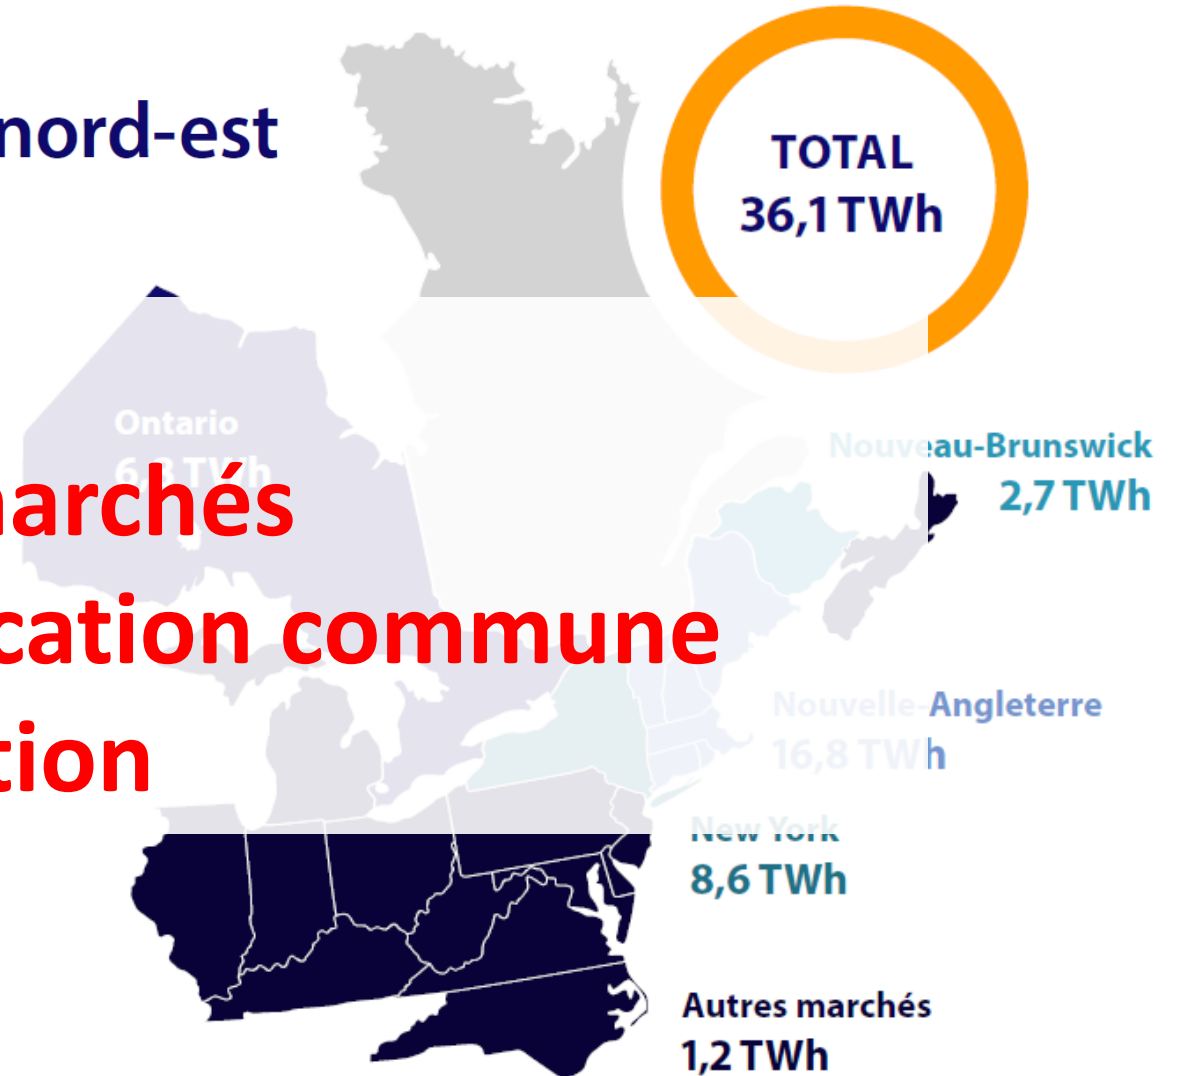 nord-est
TOTAL
36,1 TWh
Ontario
TWh
Nouveau-Brunswick
2,7 TWh
Nouvelle-Angleterre
16,8 TWh
New York
8,6 TWh
Autres marchés
1,2 TWh
archés
cation commune
tion